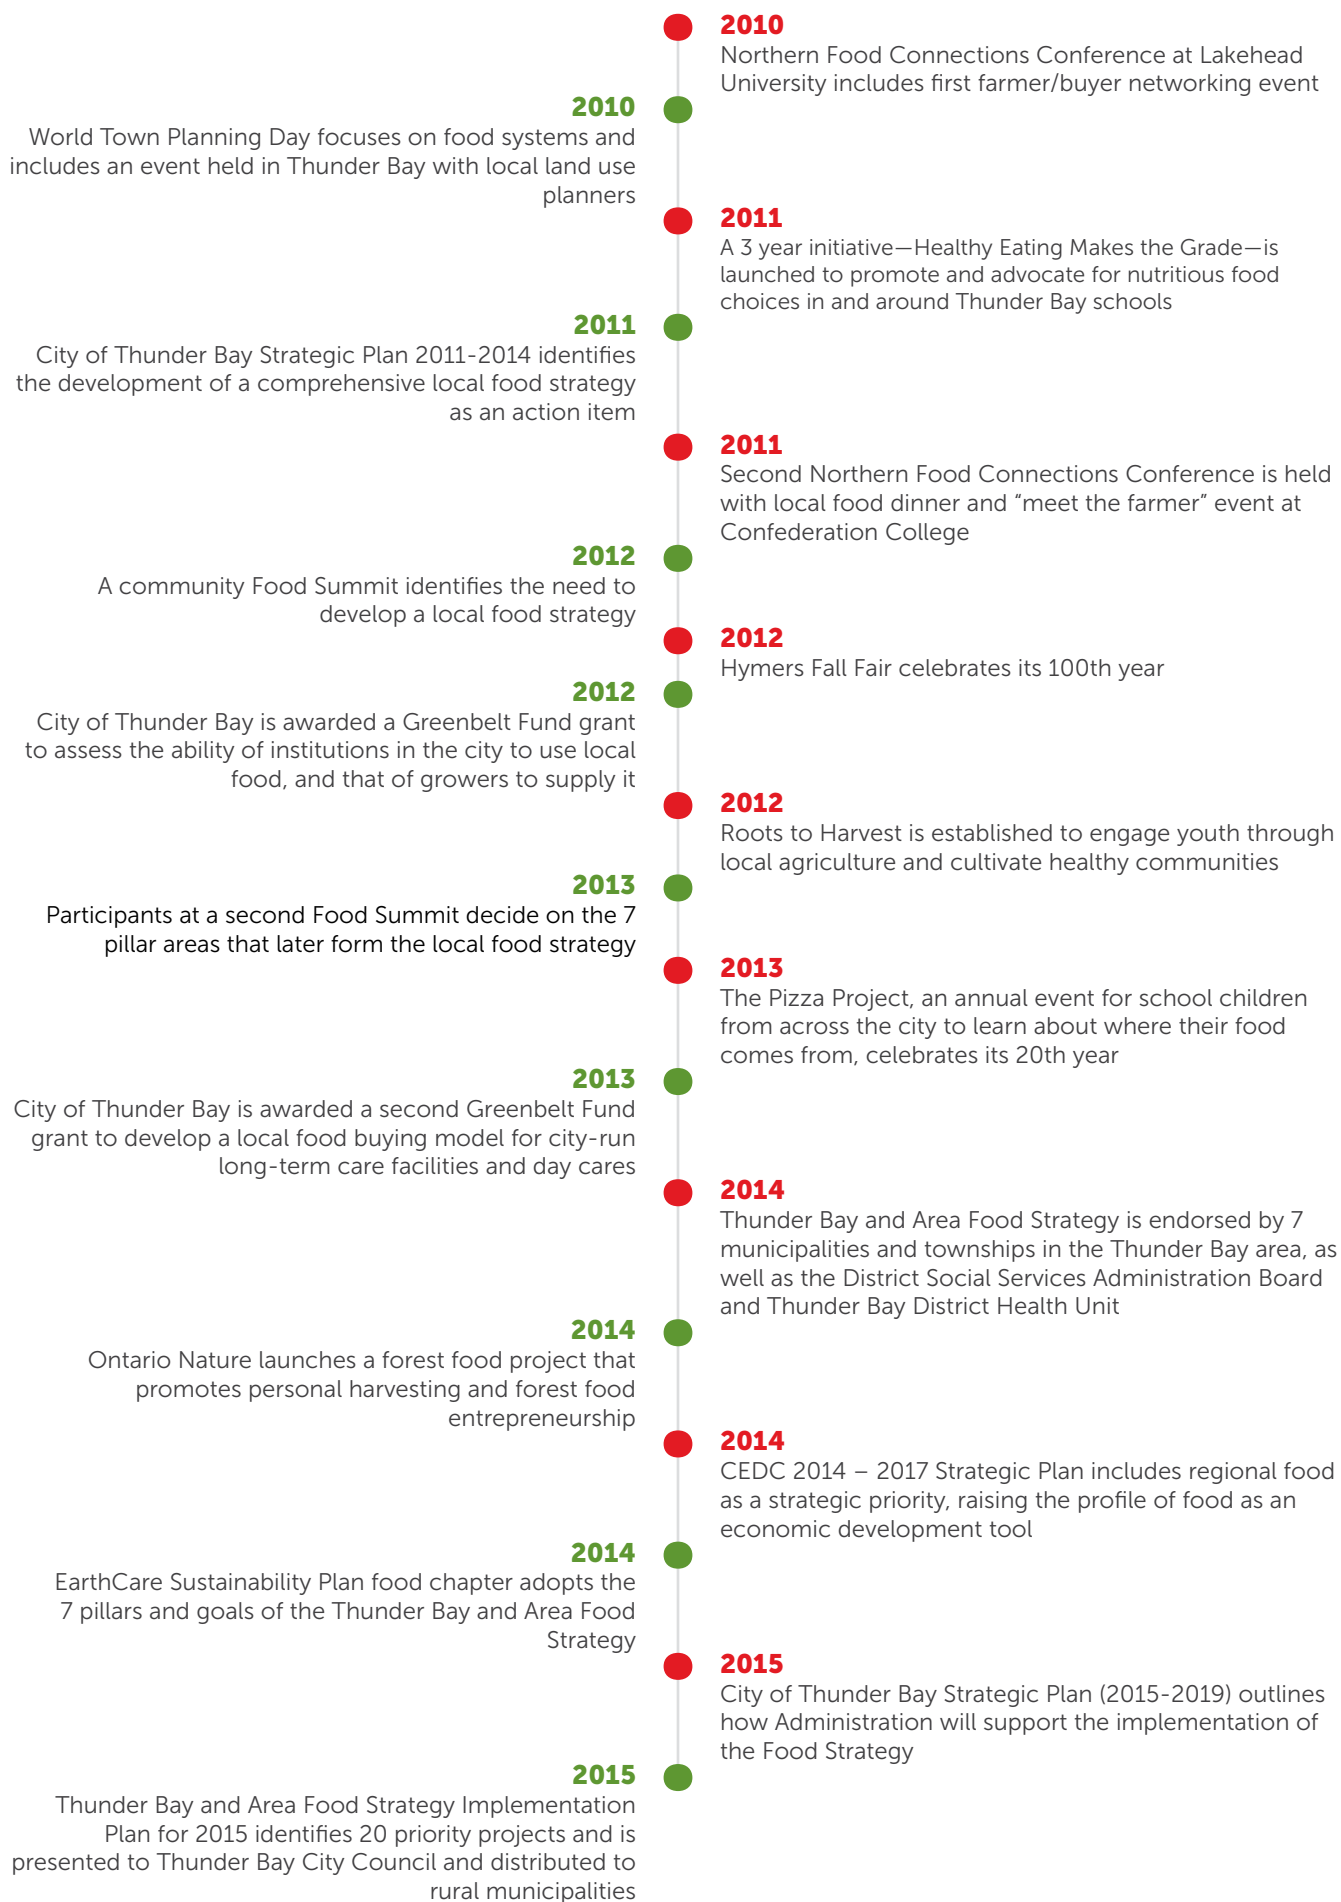 2010
Northern Food Connections Conference at Lakehead
University includes first farmer/buyer networking event
2010
World Town Planning Day focuses on food systems and
includes an event held in Thunder Bay with local land use
planners
2011
A 3 year initiative—Healthy Eating Makes the Grade—is
launched to promote and advocate for nutritious food
choices in and around Thunder Bay schools
2011
City of Thunder Bay Strategic Plan 2011-2014 identifies
the development of a comprehensive local food strategy
as an action item
2011
Second Northern Food Connections Conference is held
with local food dinner and “meet the farmer” event at
Confederation College
2012
A community Food Summit identifies the need to
develop a local food strategy
2012
Hymers Fall Fair celebrates its 100th year
2012
City of Thunder Bay is awarded a Greenbelt Fund grant
to assess the ability of institutions in the city to use local
food, and that of growers to supply it
2012
Roots to Harvest is established to engage youth through
local agriculture and cultivate healthy communities
2013
Participants at a second Food Summit decide on the 7
pillar areas that later form the local food strategy
2013
The Pizza Project, an annual event for school children
from across the city to learn about where their food
comes from, celebrates its 20th year
2013
City of Thunder Bay is awarded a second Greenbelt Fund
grant to develop a local food buying model for city-run
long-term care facilities and day cares
2014
Thunder Bay and Area Food Strategy is endorsed by 7
municipalities and townships in the Thunder Bay area, as
well as the District Social Services Administration Board
and Thunder Bay District Health Unit
2014
Ontario Nature launches a forest food project that
promotes personal harvesting and forest food
entrepreneurship
2014
CEDC 2014 – 2017 Strategic Plan includes regional food
as a strategic priority, raising the profile of food as an
economic development tool
2014
EarthCare Sustainability Plan food chapter adopts the
7 pillars and goals of the Thunder Bay and Area Food
Strategy
2015
City of Thunder Bay Strategic Plan (2015-2019) outlines
how Administration will support the implementation of
the Food Strategy
2015
Thunder Bay and Area Food Strategy Implementation
Plan for 2015 identifies 20 priority projects and is
presented to Thunder Bay City Council and distributed to
rural municipalities